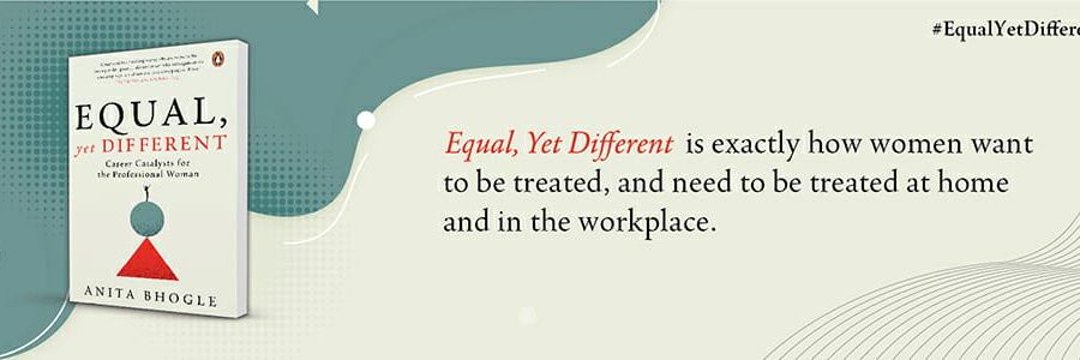 #EqualYetDiffere
EQUAL,
yet DIFFERENT
Career Catalysts for
the Professional Woman
ANITA BHOGLE
Equal, Yet Different is exactly how women want
to be treated, and need to be treated at home
and in the workplace.